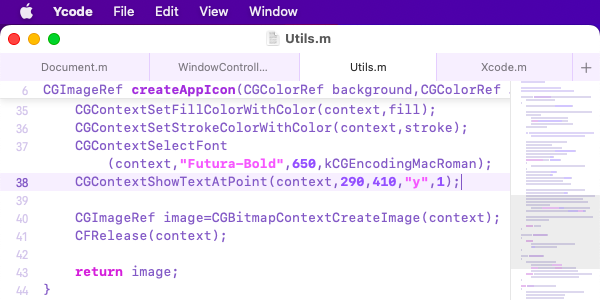 Ycode File Edit View Window
Utils.m
Document.m WindowControll... Utils.m Xcode.m +
6 CGImageRef createAppIcon(CGColorRef background,CGColorRef
35 CGContextSetFillColorWithColor(context,fill);
36 CGContextSetStrokeColorWithColor(context,stroke);
37 CGContextSelectFont
(context,"Futura-Bold",650,kCGEncodingMacRoman);
38 CGContextShowTextAtPoint(context,290,410,"y",1);
39
40 CGImageRef image=CGBitmapContextCreateImage(context);
41 CFRelease(context);
42
43 return image;
44 }